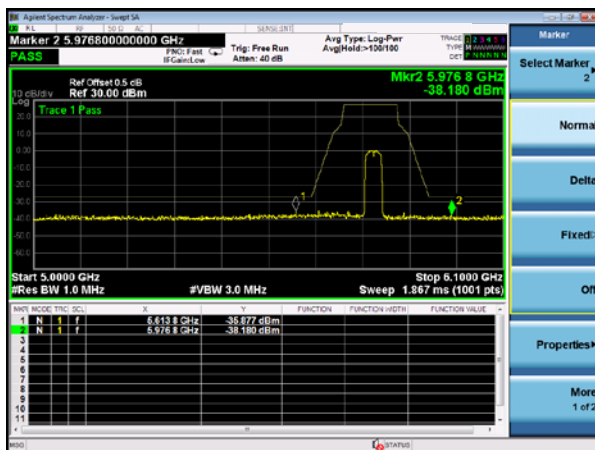 Agilent Spectrum Analyzer - Swept SA
RL RF 50 Ω AC SENSE:INT
Marker 2 5.976800000000 GHz
PASS
PNO: Fast
IFGain:Low
Trig: Free Run
Atten: 40 dB
Avg Type: Log-Pwr
Avg|Hold:>100/100
TRACE 1 2 3 4 5 6
TYPE M
DET P N N N N N
Ref Offset 0.5 dB
10 dB/div Ref 30.00 dBm
Mkr2 5.976 8 GHz
-38.180 dBm
Log
Trace 1 Pass
20.0
10.0
0.00
-10.0
-20.0
-30.0
-40.0
-50.0
-60.0
1
2
Start 5.0000 GHz Stop 6.1000 GHz
#Res BW 1.0 MHz #VBW 3.0 MHz Sweep 1.867 ms (1001 pts)
MKR MODE TRC SCL X Y FUNCTION FUNCTION WIDTH FUNCTION VALUE
1 N 1 f 5.613 8 GHz -35.877 dBm
2 N 1 f 5.976 8 GHz -38.180 dBm
3
4
5
6
7
8
9
10
11
MSG STATUS
Marker
Select Marker
2
Normal
Delta
Fixed
Off
Properties
More
1 of 2